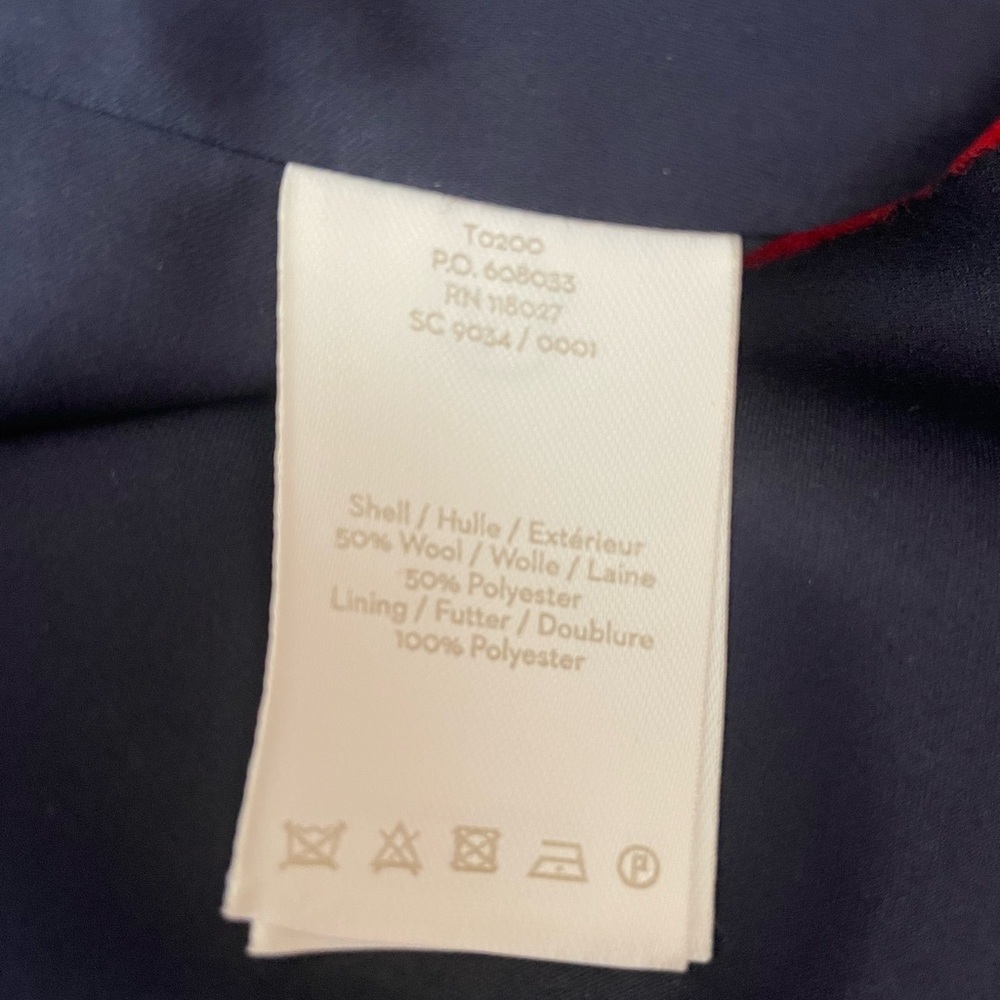 T0200
P.O. 608033
RN 118027
SC 9034 / 0001
Shell / Hulle / Extérieur
50% Wool / Wolle / Laine
50% Polyester
Lining / Futter / Doublure
100% Polyester
P